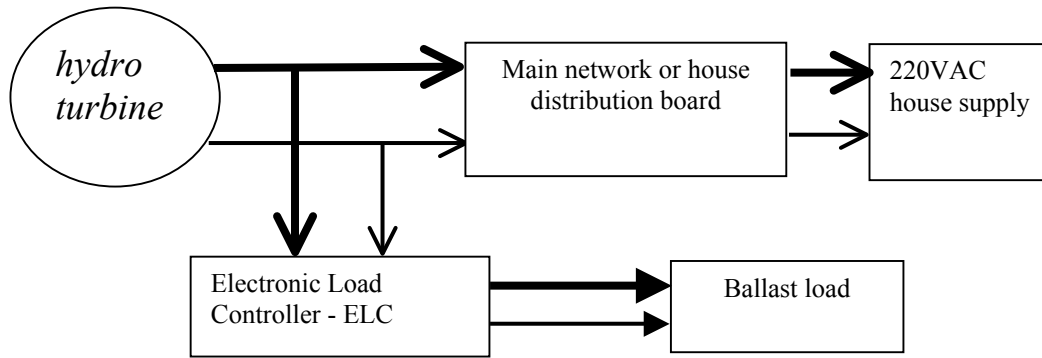 hydro
turbine
Main network or house
distribution board
220VAC
house supply
Electronic Load
Controller - ELC
Ballast load